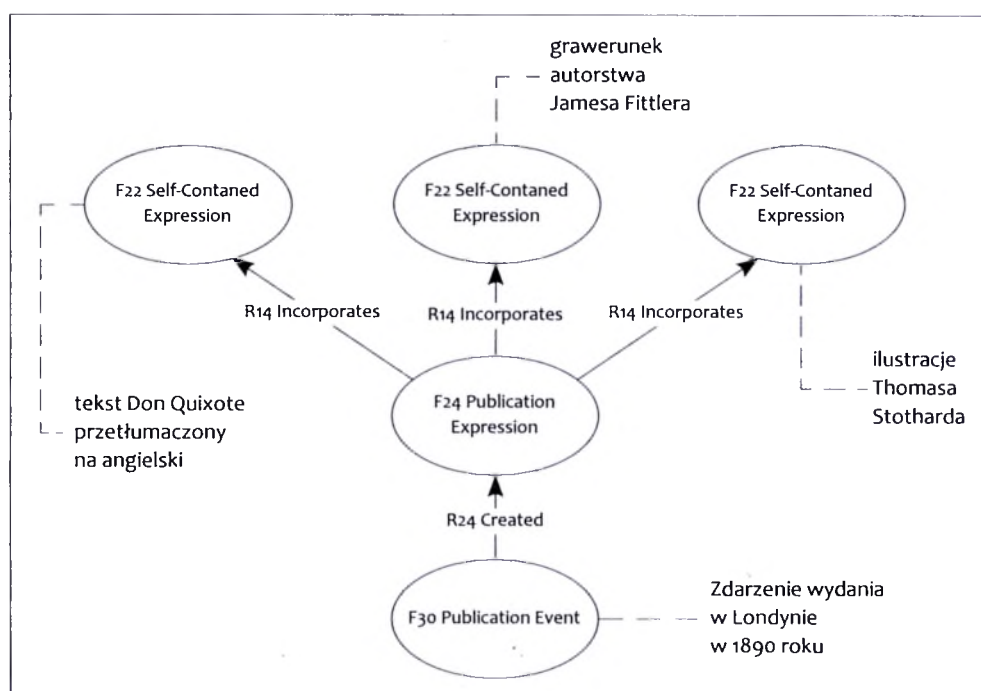 grawerunek
autorstwa
Jamesa Fittlera
F22 Self-Contaned
Expression
F22 Self-Contaned
Expression
F22 Self-Contaned
Expression
R14 Incorporates
R14 Incorporates
R14 Incorporates
ilustracje
Thomasa
Stotharda
tekst Don Quixote
przetłumaczony
na angielski
F24 Publication
Expression
R24 Created
F30 Publication Event
Zdarzenie wydania
w Londynie
w 1890 roku